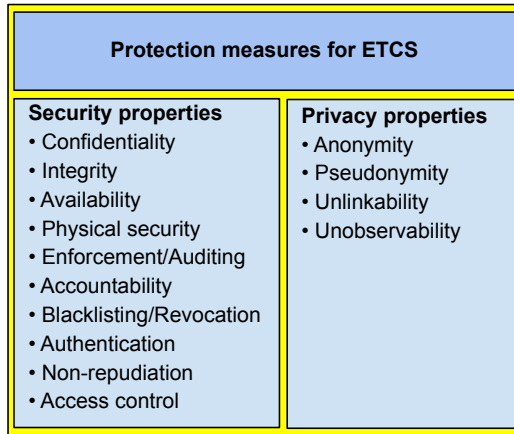 Protection measures for ETCS
Security properties
• Confidentiality
• Integrity
• Availability
• Physical security
• Enforcement/Auditing
• Accountability
• Blacklisting/Revocation
• Authentication
• Non-repudiation
• Access control
Privacy properties
• Anonymity
• Pseudonymity
• Unlinkability
• Unobservability